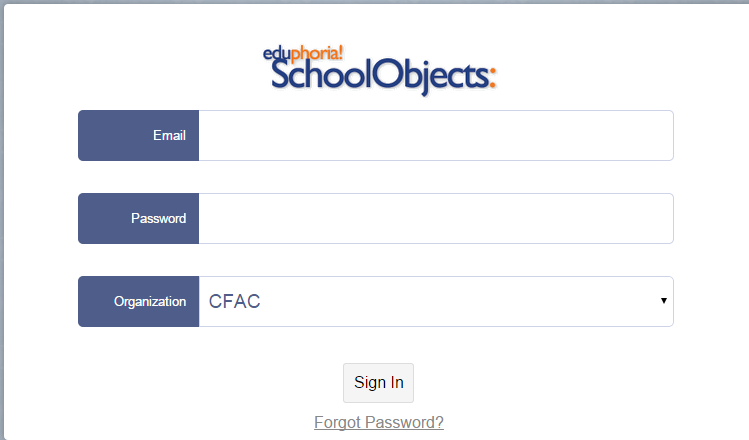 eduphoria!
SchoolObjects:
Email
Password
Organization CFAC ▼
Sign In
Forgot Password?